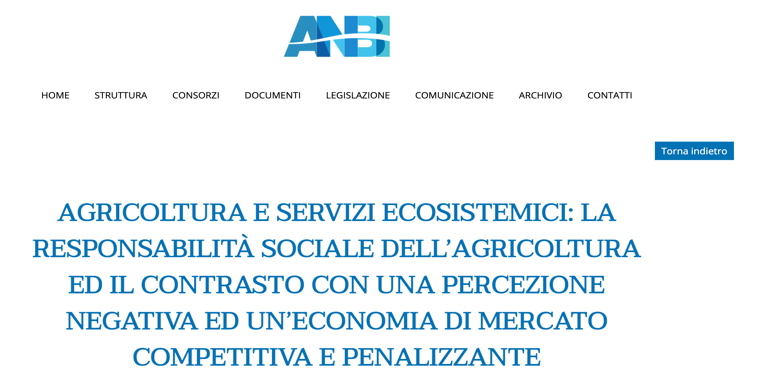 ANBI
HOME STRUTTURA CONSORZI DOCUMENTI LEGISLAZIONE COMUNICAZIONE ARCHIVIO CONTATTI
Torna indietro
AGRICOLTURA E SERVIZI ECOSISTEMICI: LA
RESPONSABILITÀ SOCIALE DELL’AGRICOLTURA
ED IL CONTRASTO CON UNA PERCEZIONE
NEGATIVA ED UN’ECONOMIA DI MERCATO
COMPETITIVA E PENALIZZANTE